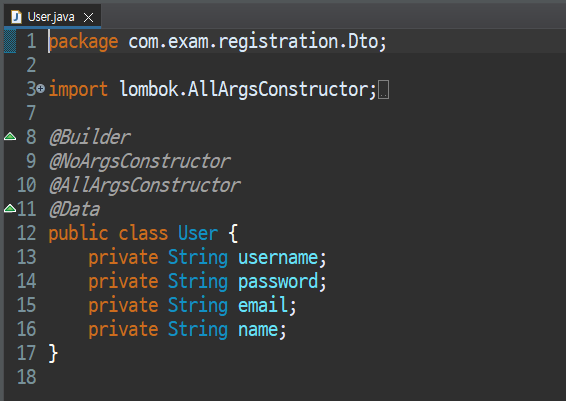 User.java
1 package com.exam.registration.Dto;
2
3 import lombok.AllArgsConstructor;
7
8 @Builder
9 @NoArgsConstructor
10 @AllArgsConstructor
11 @Data
12 public class User {
13 private String username;
14 private String password;
15 private String email;
16 private String name;
17 }
18